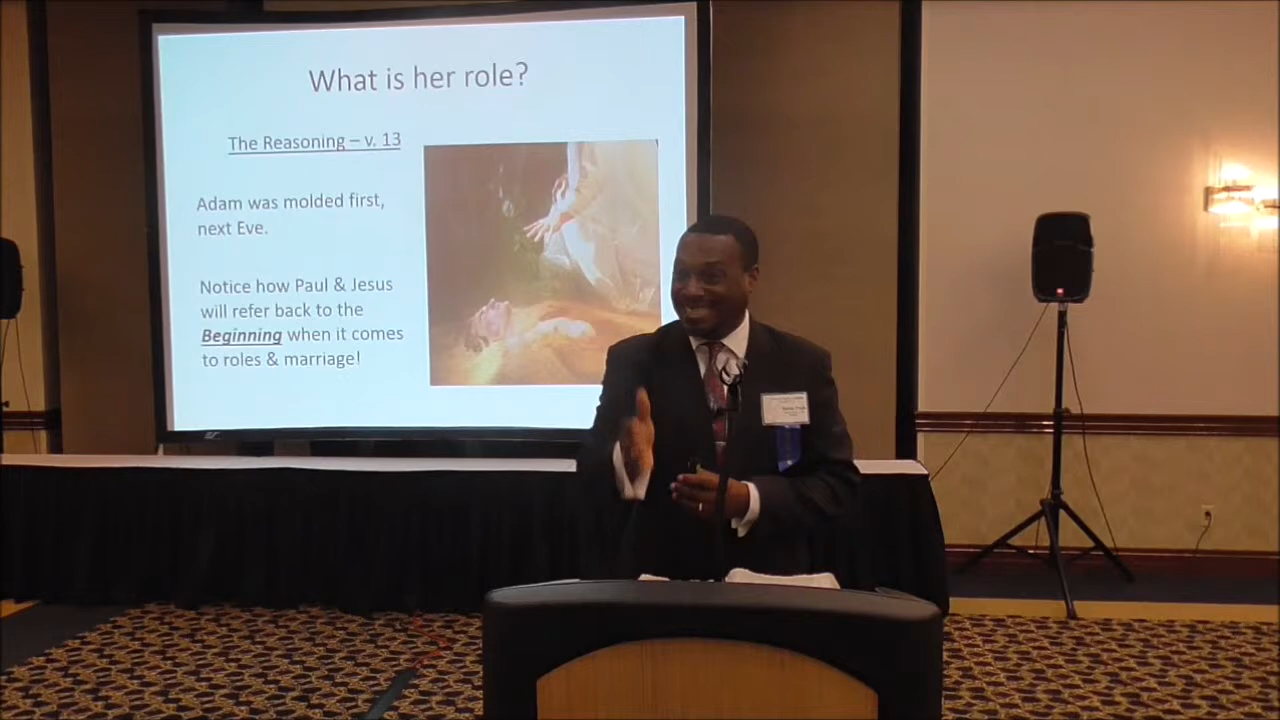 What is her role?
The Reasoning – v. 13
Adam was molded first,
next Eve.
Notice how Paul & Jesus
will refer back to the
Beginning when it comes
to roles & marriage!